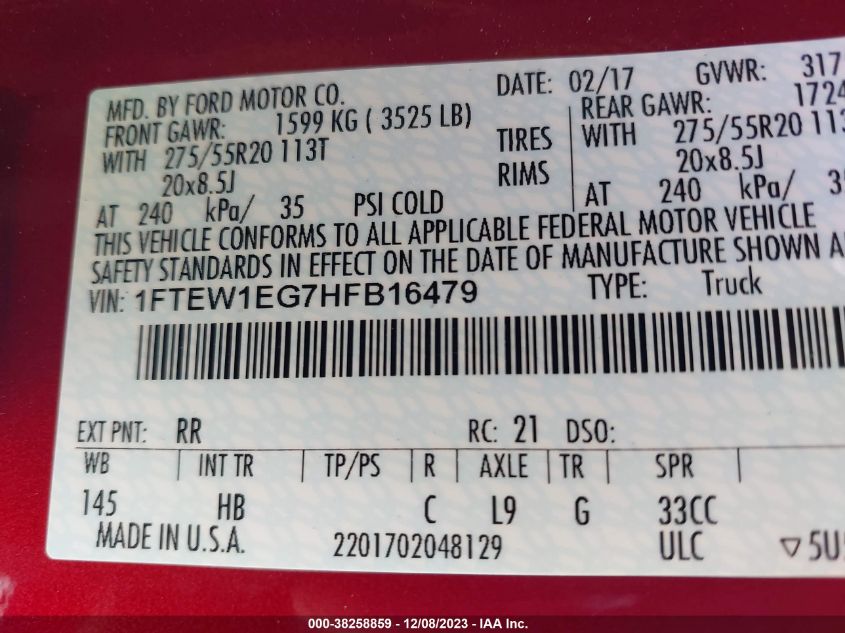 MFD. BY FORD MOTOR CO. DATE: 02/17 GVWR: 317
FRONT GAWR: 1599 KG ( 3525 LB) REAR GAWR: 1724
WITH 275/55R20 113T TIRES WITH 275/55R20 113
20x8.5J RIMS 20x8.5J
AT 240 kPa/ 35 PSI COLD AT 240 kPa/
THIS VEHICLE CONFORMS TO ALL APPLICABLE FEDERAL MOTOR VEHICLE
SAFETY STANDARDS IN EFFECT ON THE DATE OF MANUFACTURE SHOWN A
VIN: 1FTEW1EG7HFB16479 TYPE: Truck
EXT PNT: RR RC: 21 DSO:
WB INT TR TP/PS R AXLE TR SPR
145 HB C L9 G 33CC
MADE IN U.S.A. 2201702048129 ULC ▽5U
000-38258859 - 12/08/2023 - IAA Inc.